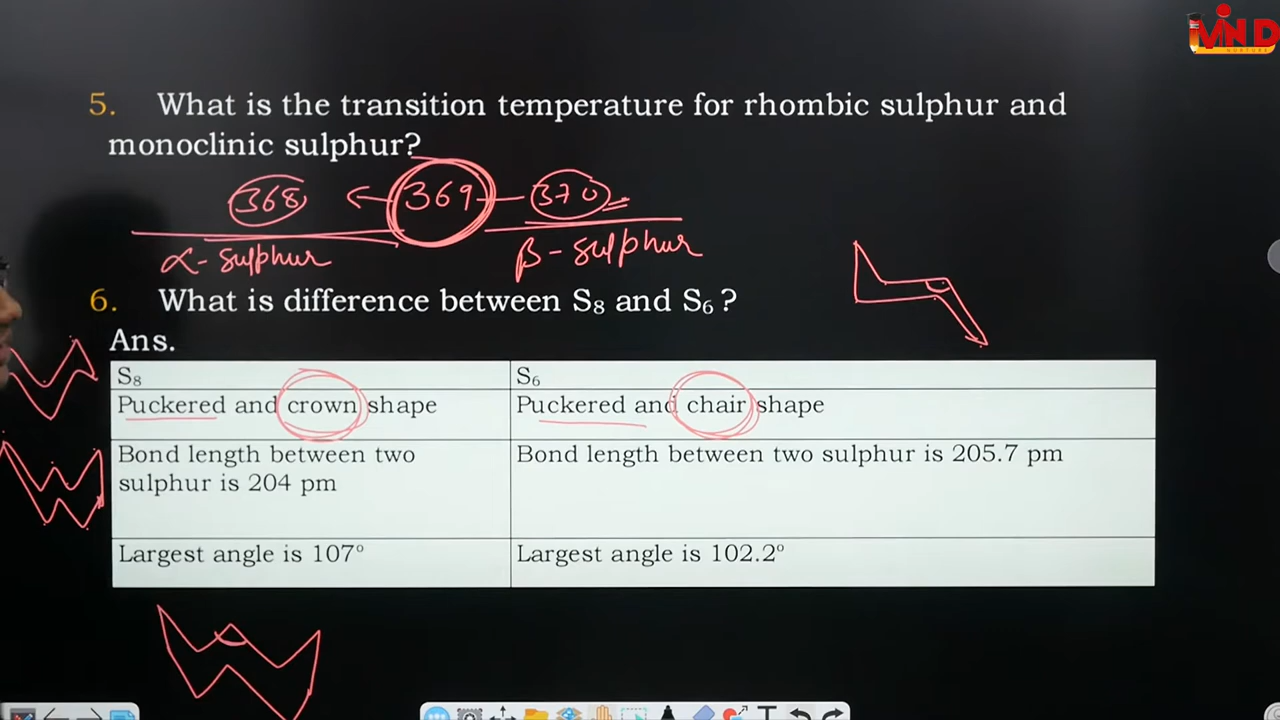 MIND
NURTURE
5. What is the transition temperature for rhombic sulphur and
monoclinic sulphur?
368 ← 369 – 370
α-sulphur β-sulphur
6. What is difference between S₈ and S₆ ?
Ans.
S₈ S₆
Puckered and crown shape Puckered and chair shape
Bond length between two Bond length between two sulphur is 205.7 pm
sulphur is 204 pm
Largest angle is 107° Largest angle is 102.2°
T